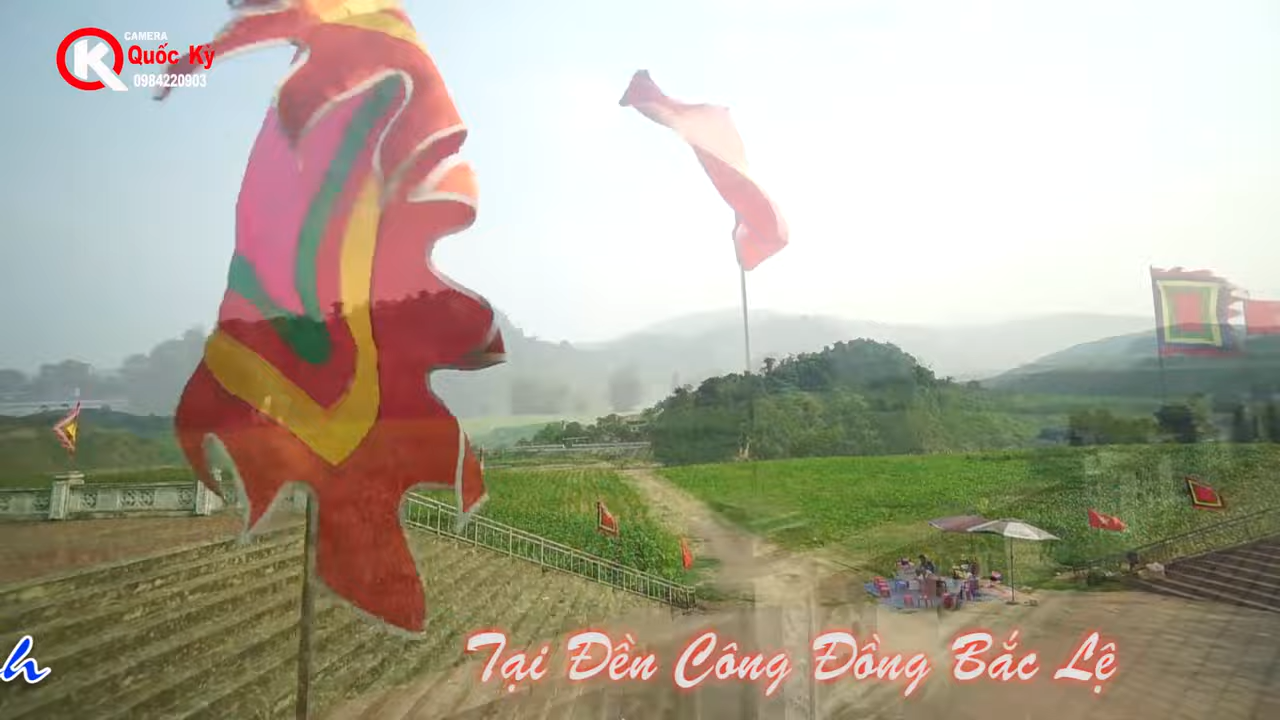 CAMERA
Quốc Kỳ
0984220903
h
Tại Đền Công Đồng Bắc Lệ